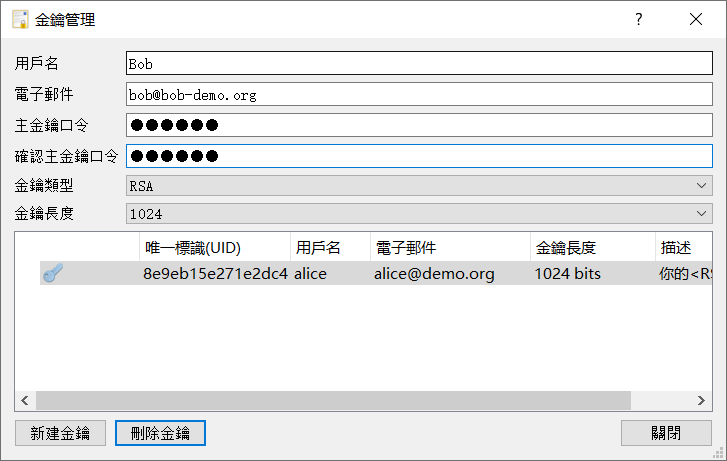 金鑰管理
用戶名 Bob
電子郵件 bob@bob-demo.org
主金鑰口令 ●●●●●●
確認主金鑰口令 ●●●●●●
金鑰類型 RSA
金鑰長度 1024
唯一標識(UID) 用戶名 電子郵件 金鑰長度 描述
8e9eb15e271e2dc4 alice alice@demo.org 1024 bits 你的<RS
新建金鑰 刪除金鑰 關閉